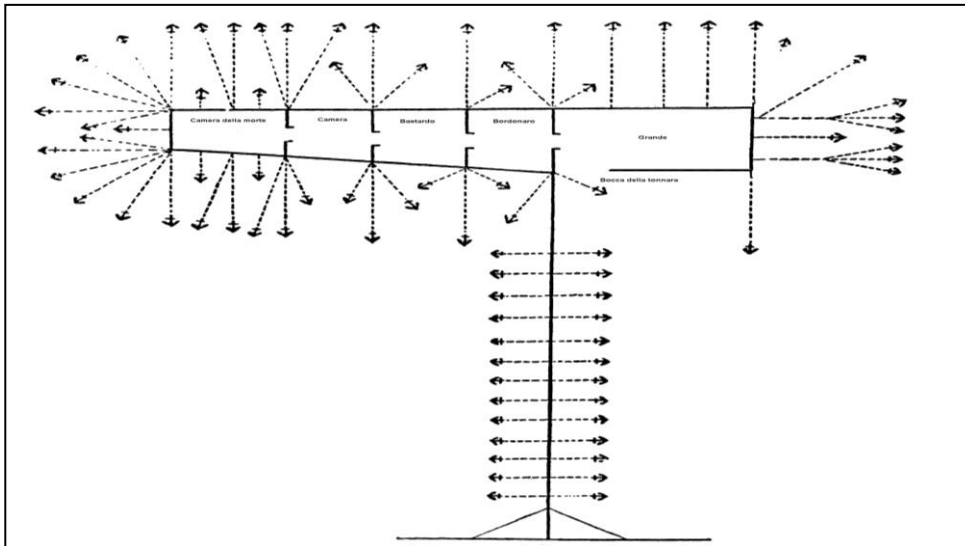 Camera della morte
Camera
Bastardo
Bordonaro
Grande
Bocca della tonnara